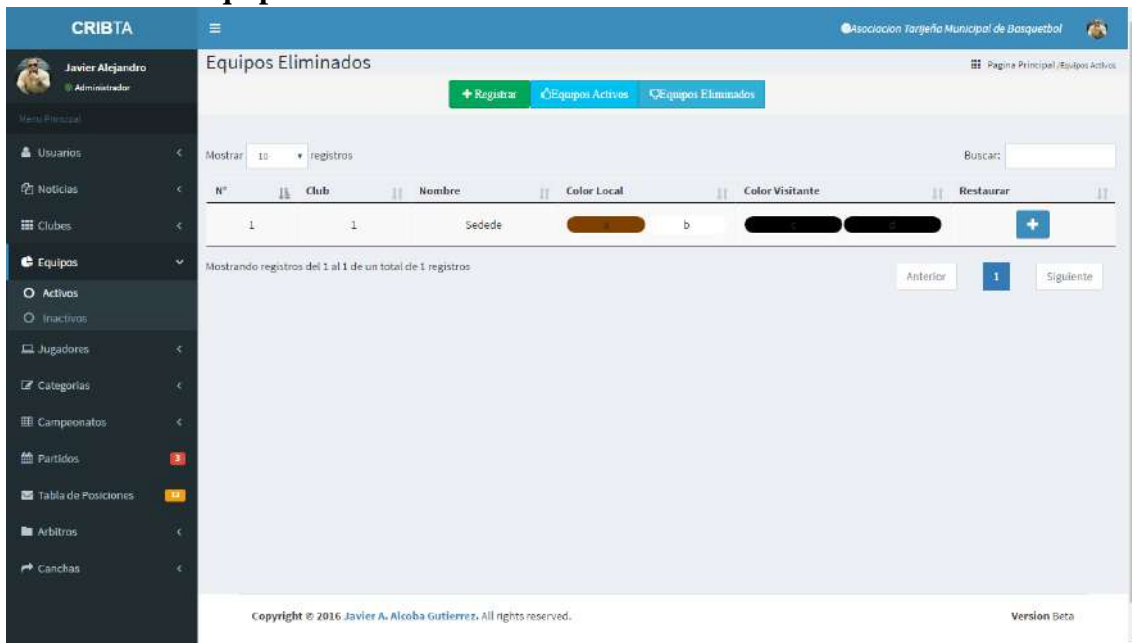 CRIBTA
Asociacion Tarijeña Municipal de Basquetbol
Javier Alejandro
Administrador
Menu Principal
Equipos Eliminados
Pagina Principal /Equipos Activos
Registrar
Equipos Activos
Equipos Eliminados
Usuarios
Noticias
Clubes
Equipos
Activos
Inactivos
Jugadores
Categorias
Campeonatos
Partidos 3
Tabla de Posiciones 12
Arbitros
Canchas
Mostrar 10 registros
Buscar:
N° Club Nombre Color Local Color Visitante Restaurar
1 1 Sedede a b c d
Mostrando registros del 1 al 1 de un total de 1 registros
Anterior 1 Siguiente
Copyright © 2016 Javier A. Alcoba Gutierrez. All rights reserved.
Version Beta